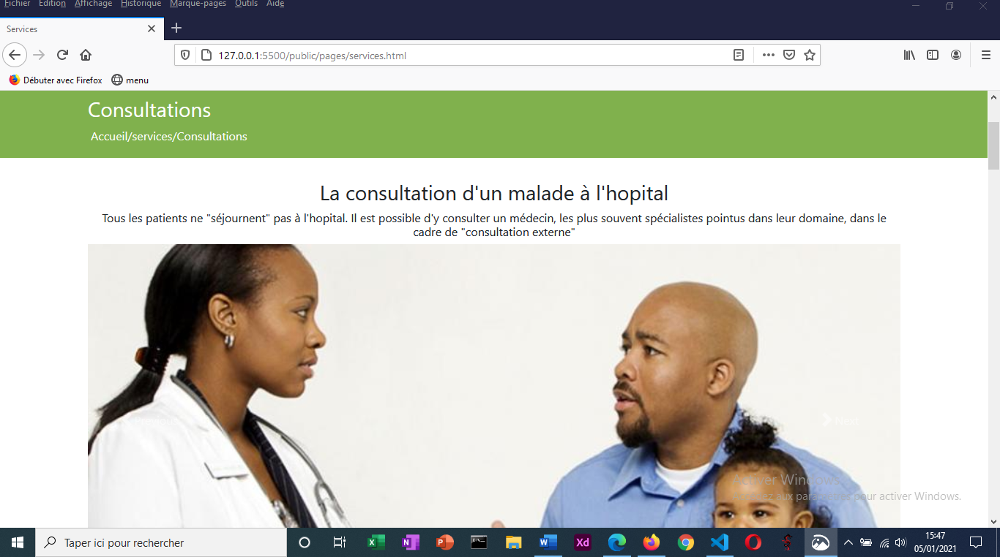 Fichier Edition Affichage Historique Marque-pages Outils Aide
Services
127.0.0.1:5500/public/pages/services.html
Débuter avec Firefox menu
Consultations
Accueil/services/Consultations
La consultation d'un malade à l'hopital
Tous les patients ne "séjournent" pas à l'hopital. Il est possible d'y consulter un médecin, les plus souvent spécialistes pointus dans leur domaine, dans le
cadre de "consultation externe"
Next
Activer Windows
aux paramètres pour activer Windows.
Taper ici pour rechercher
15:47
05/01/2021